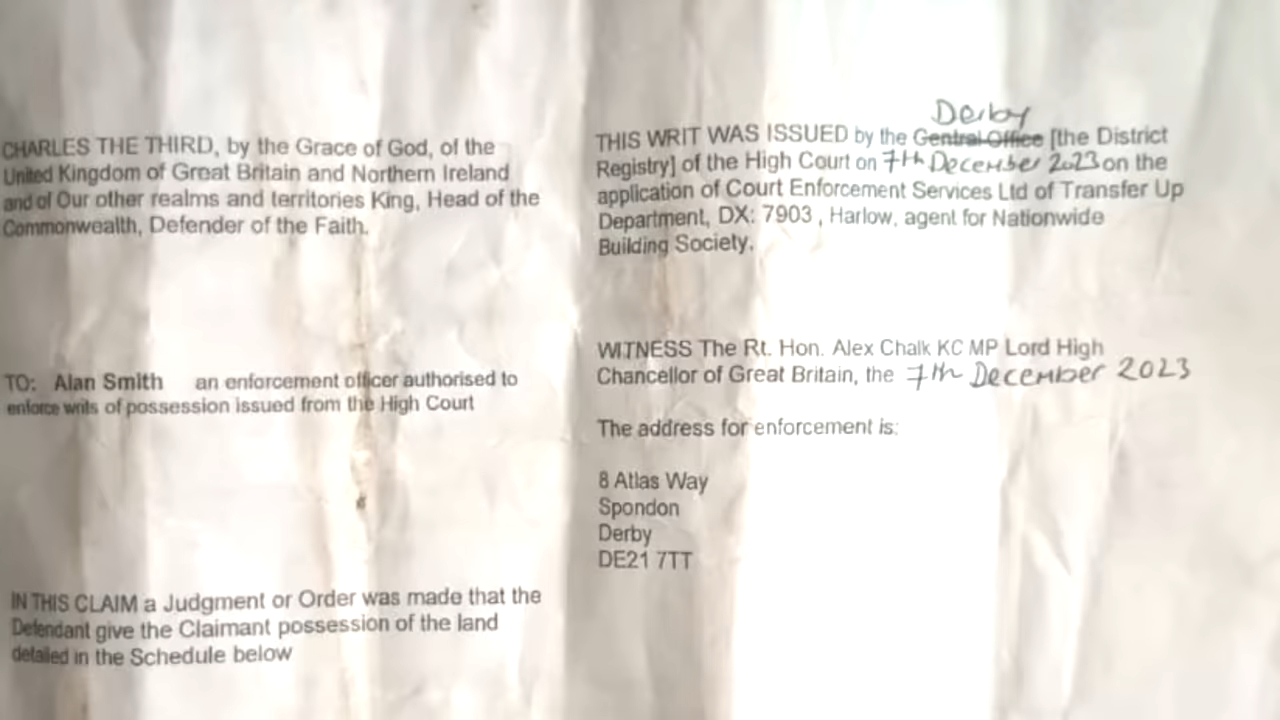 CHARLES THE THIRD, by the Grace of God, of the
United Kingdom of Great Britain and Northern Ireland
and of Our other realms and territories King, Head of the
Commonwealth, Defender of the Faith.
TO: Alan Smith an enforcement officer authorised to
enforce writs of possession issued from the High Court
IN THIS CLAIM a Judgment or Order was made that the
Defendant give the Claimant possession of the land
detailed in the Schedule below
Derby
THIS WRIT WAS ISSUED by the Central Office [the District
Registry] of the High Court on 7th December 2023 on the
application of Court Enforcement Services Ltd of Transfer Up
Department, DX: 7903 , Harlow, agent for Nationwide
Building Society.
WITNESS The Rt. Hon. Alex Chalk KC MP Lord High
Chancellor of Great Britain, the 7th December 2023
The address for enforcement is:
8 Atlas Way
Spondon
Derby
DE21 7TT